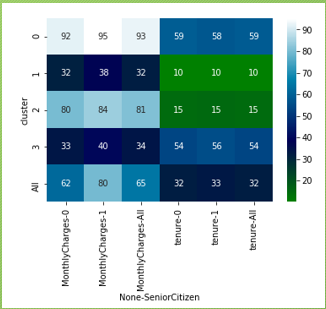 0 92 95 93 59 58 59
1 32 38 32 10 10 10
2 80 84 81 15 15 15
3 33 40 34 54 56 54
All 62 80 65 32 33 32
cluster
MonthlyCharges-0
MonthlyCharges-1
MonthlyCharges-All
tenure-0
tenure-1
tenure-All
None-SeniorCitizen
90
80
70
60
50
40
30
20